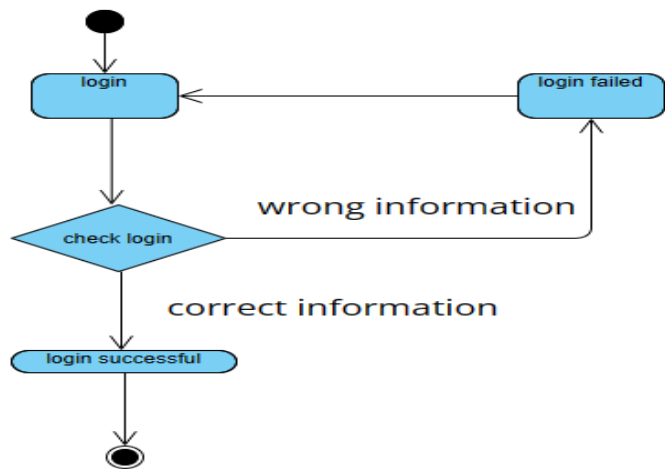 login
login failed
wrong information
check login
correct information
login successful